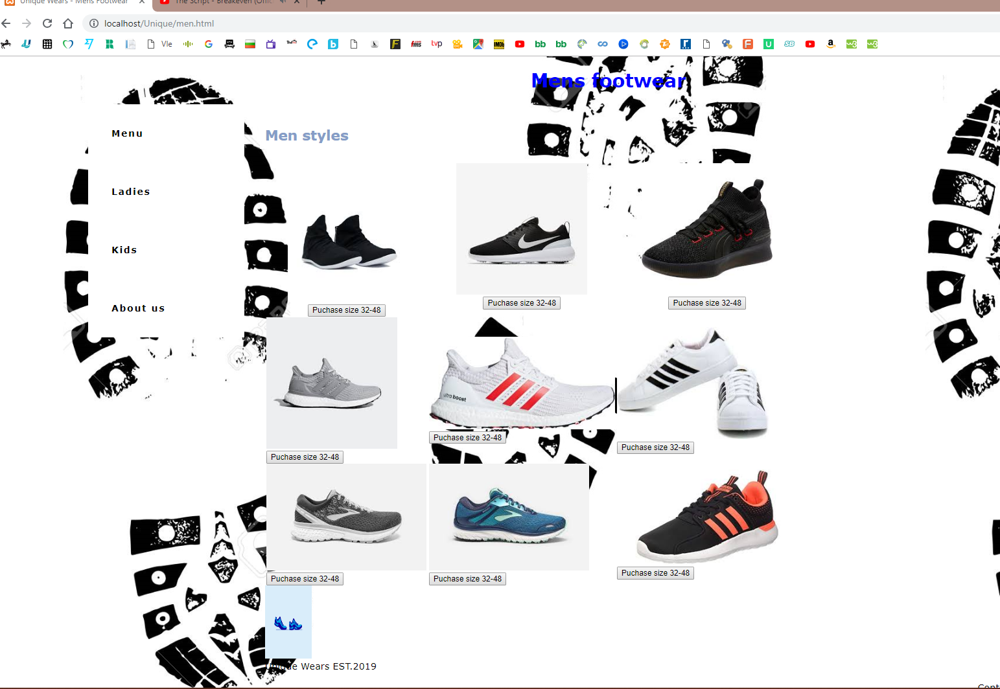 Unique Wears - Mens Footwear
The Script - Breakeven (Offic
localhost/Unique/men.html
Vle
fms
tvp
IMDb
bb
bb
SB
Mens footwear
Menu
Men styles
Ladies
Kids
About us
Puchase size 32-48
Puchase size 32-48
Puchase size 32-48
ultra boost
Puchase size 32-48
Puchase size 32-48
Puchase size 32-48
Puchase size 32-48
Puchase size 32-48
Puchase size 32-48
Unique Wears EST.2019